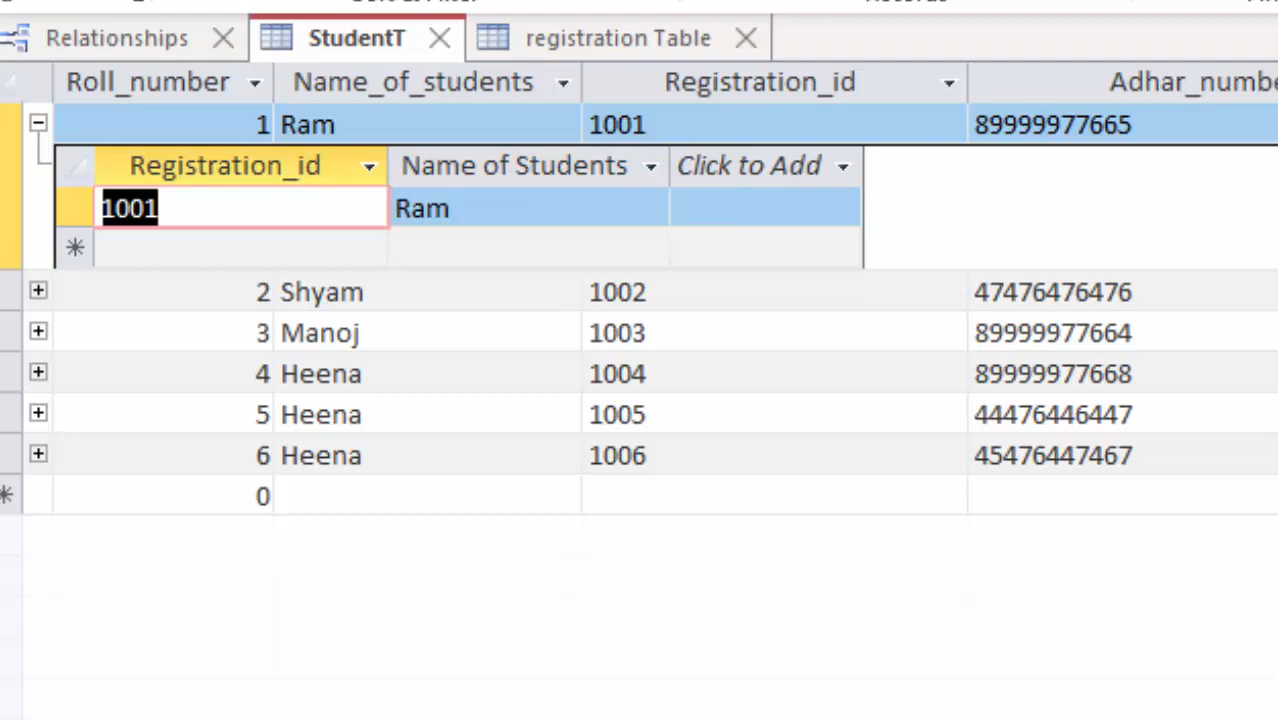 Relationships StudentT registration Table
Roll_number Name_of_students Registration_id Adhar_numbe
1 Ram 1001 89999977665
Registration_id Name of Students Click to Add
1001 Ram
2 Shyam 1002 47476476476
3 Manoj 1003 89999977664
4 Heena 1004 89999977668
5 Heena 1005 44476446447
6 Heena 1006 45476447467
0